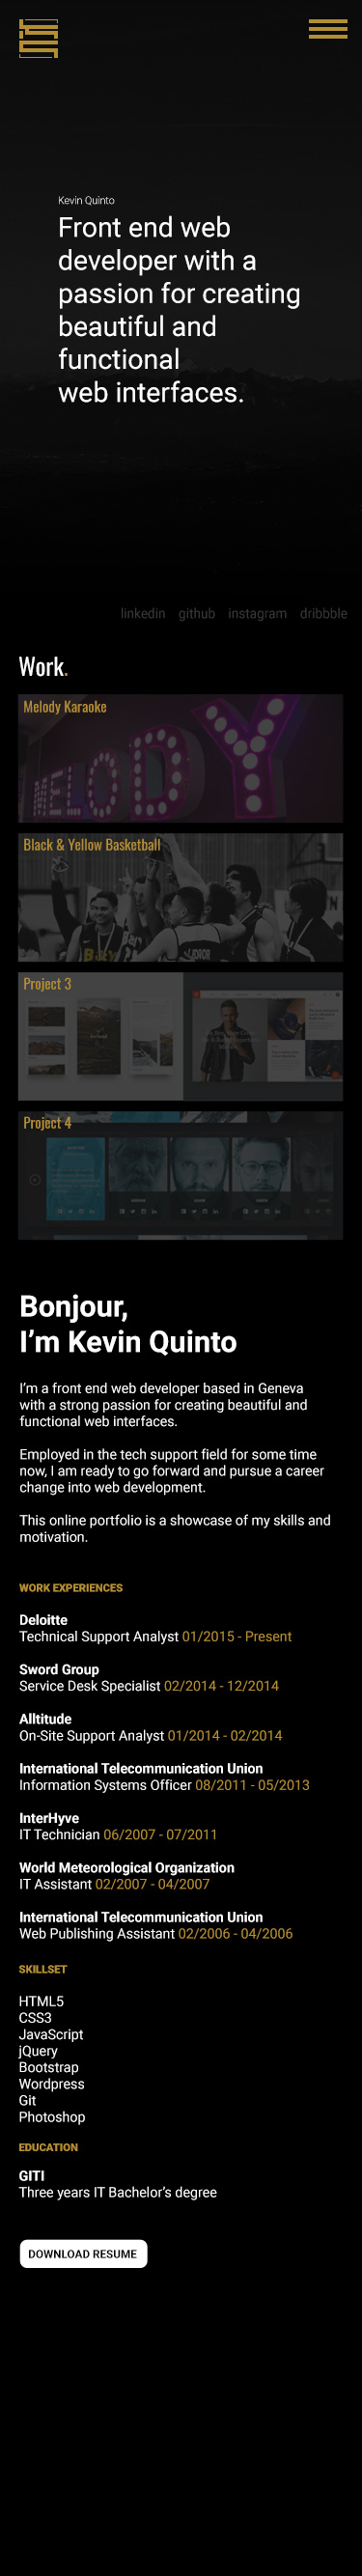 Kevin Quinto
Front end web
developer with a
passion for creating
beautiful and
functional
web interfaces.
linkedin github instagram dribbble
Work.
Melody Karaoke
MELODY
Black & Yellow Basketball
Project 3
Project 4
Bonjour,
I’m Kevin Quinto
I’m a front end web developer based in Geneva
with a strong passion for creating beautiful and
functional web interfaces.
Employed in the tech support field for some time
now, I am ready to go forward and pursue a career
change into web development.
This online portfolio is a showcase of my skills and
motivation.
WORK EXPERIENCES
Deloitte
Technical Support Analyst 01/2015 - Present
Sword Group
Service Desk Specialist 02/2014 - 12/2014
Alltitude
On-Site Support Analyst 01/2014 - 02/2014
International Telecommunication Union
Information Systems Officer 08/2011 - 05/2013
InterHyve
IT Technician 06/2007 - 07/2011
World Meteorological Organization
IT Assistant 02/2007 - 04/2007
International Telecommunication Union
Web Publishing Assistant 02/2006 - 04/2006
SKILLSET
HTML5
CSS3
JavaScript
jQuery
Bootstrap
Wordpress
Git
Photoshop
EDUCATION
GITI
Three years IT Bachelor’s degree
DOWNLOAD RESUME